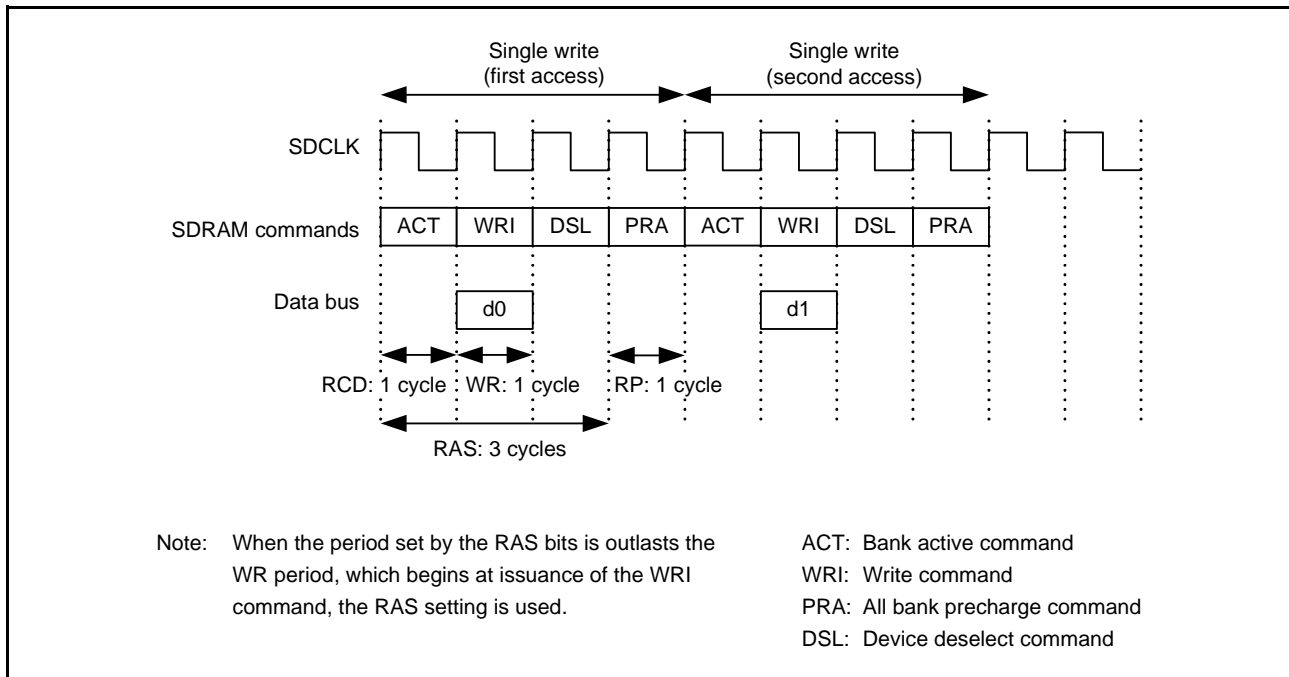 Single write Single write
(first access) (second access)
SDCLK
SDRAM commands ACT WRI DSL PRA ACT WRI DSL PRA
Data bus d0 d1
RCD: 1 cycle WR: 1 cycle RP: 1 cycle
RAS: 3 cycles
Note: When the period set by the RAS bits is outlasts the
WR period, which begins at issuance of the WRI
command, the RAS setting is used.
ACT: Bank active command
WRI: Write command
PRA: All bank precharge command
DSL: Device deselect command